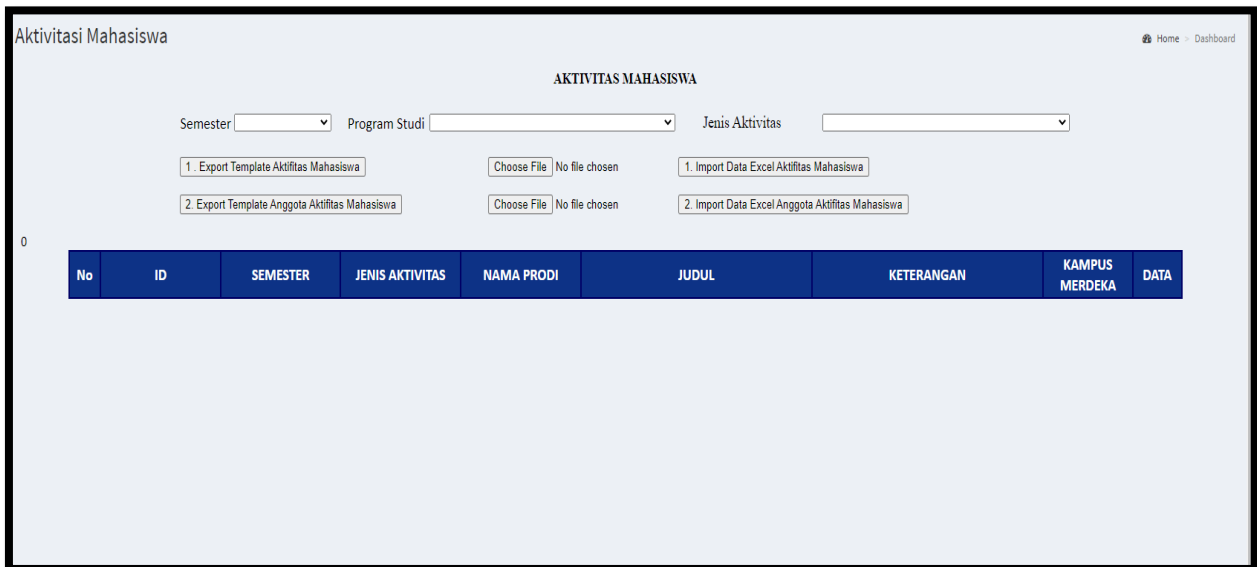 Aktivitasi Mahasiswa
Home > Dashboard
AKTIVITAS MAHASISWA
Semester Program Studi Jenis Aktivitas
1 . Export Template Aktifitas Mahasiswa Choose File No file chosen 1. Import Data Excel Aktifitas Mahasiswa
2. Export Template Anggota Aktifitas Mahasiswa Choose File No file chosen 2. Import Data Excel Anggota Aktifitas Mahasiswa
0
No ID SEMESTER JENIS AKTIVITAS NAMA PRODI JUDUL KETERANGAN KAMPUS MERDEKA DATA